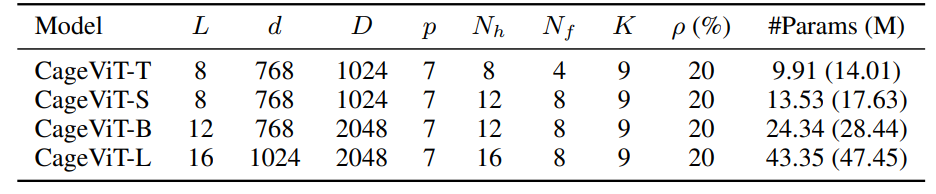 Model L d D p N_h N_f K ρ (%) #Params (M)
CageViT-T 8 768 1024 7 8 4 9 20 9.91 (14.01)
CageViT-S 8 768 1024 7 12 8 9 20 13.53 (17.63)
CageViT-B 12 768 2048 7 12 8 9 20 24.34 (28.44)
CageViT-L 16 1024 2048 7 16 8 9 20 43.35 (47.45)